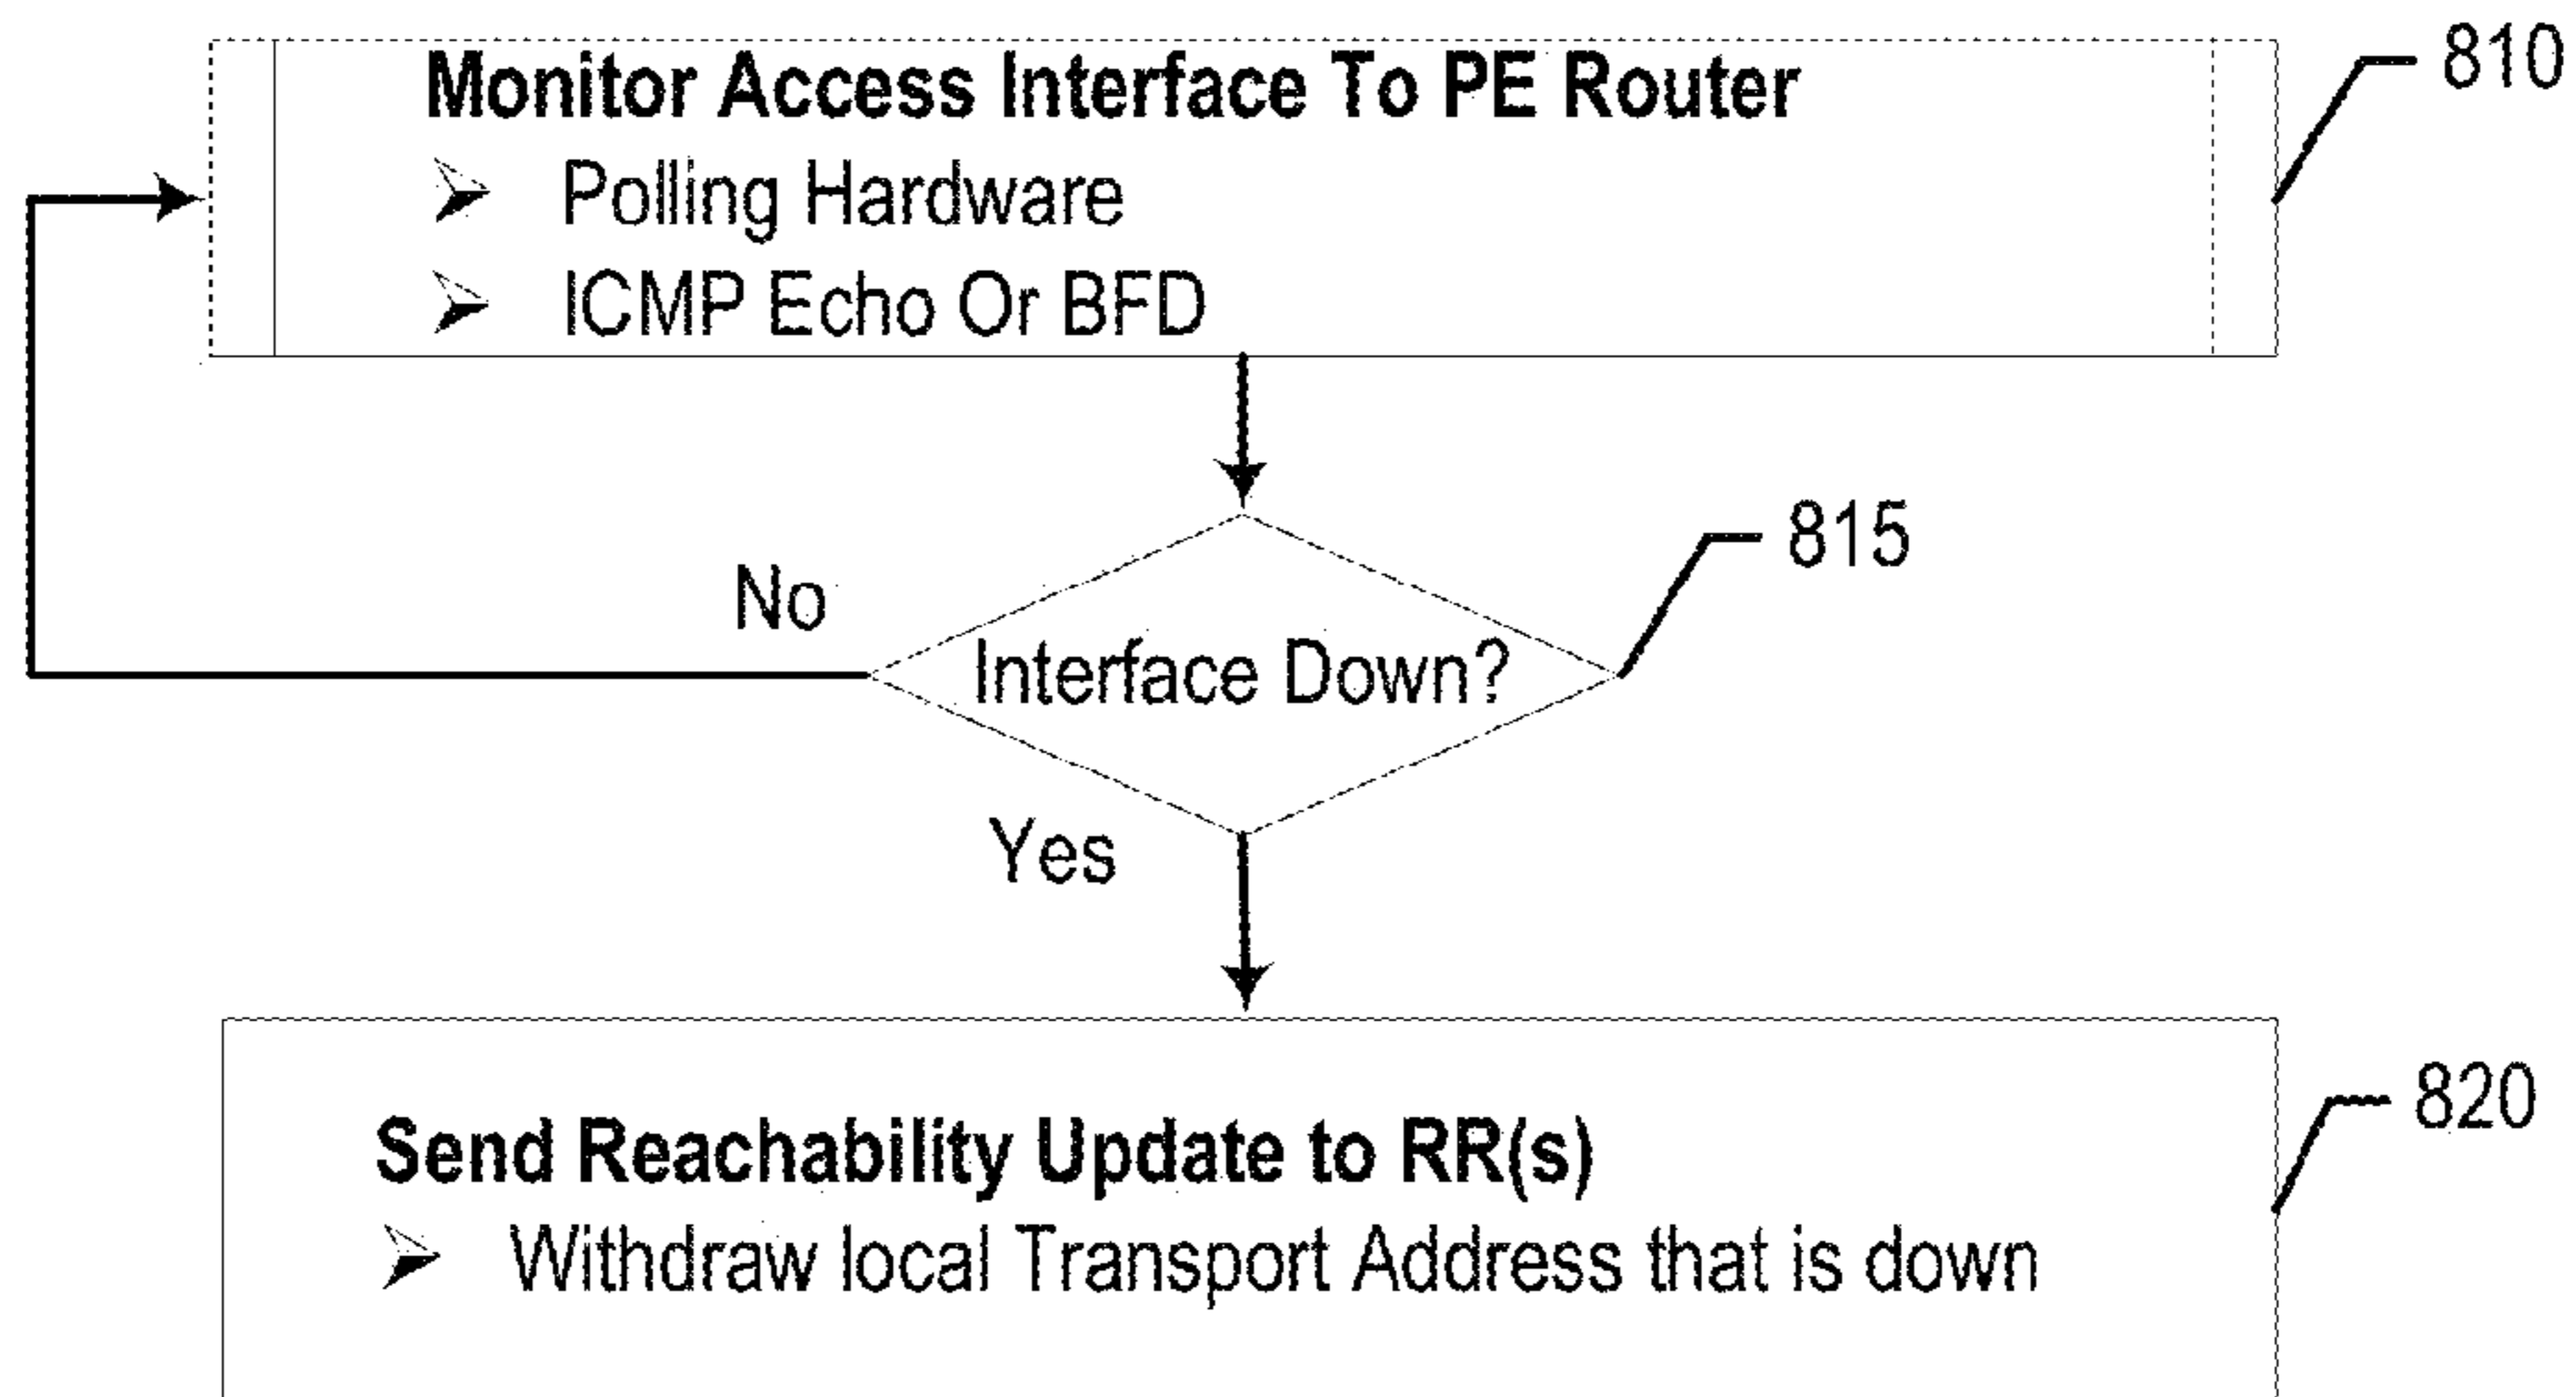 Monitor Access Interface To PE Router
810
➢ Polling Hardware
➢ ICMP Echo Or BFD
815
No
Interface Down?
Yes
820
Send Reachability Update to RR(s)
➢ Withdraw local Transport Address that is down